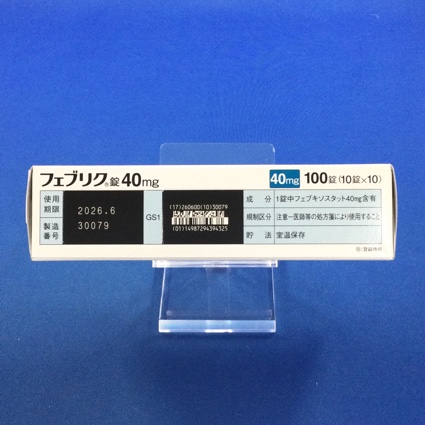 フェブリク®錠40mg
40mg 100錠(10錠×10)
使用期限 2026.6
製造番号 30079
GS1
(17)260600(10)30079
(01)14987294394325
成分 1錠中フェブキソスタット40mg含有
規制区分 注意-医師等の処方箋により使用すること
貯法 室温保存
®:登録商標